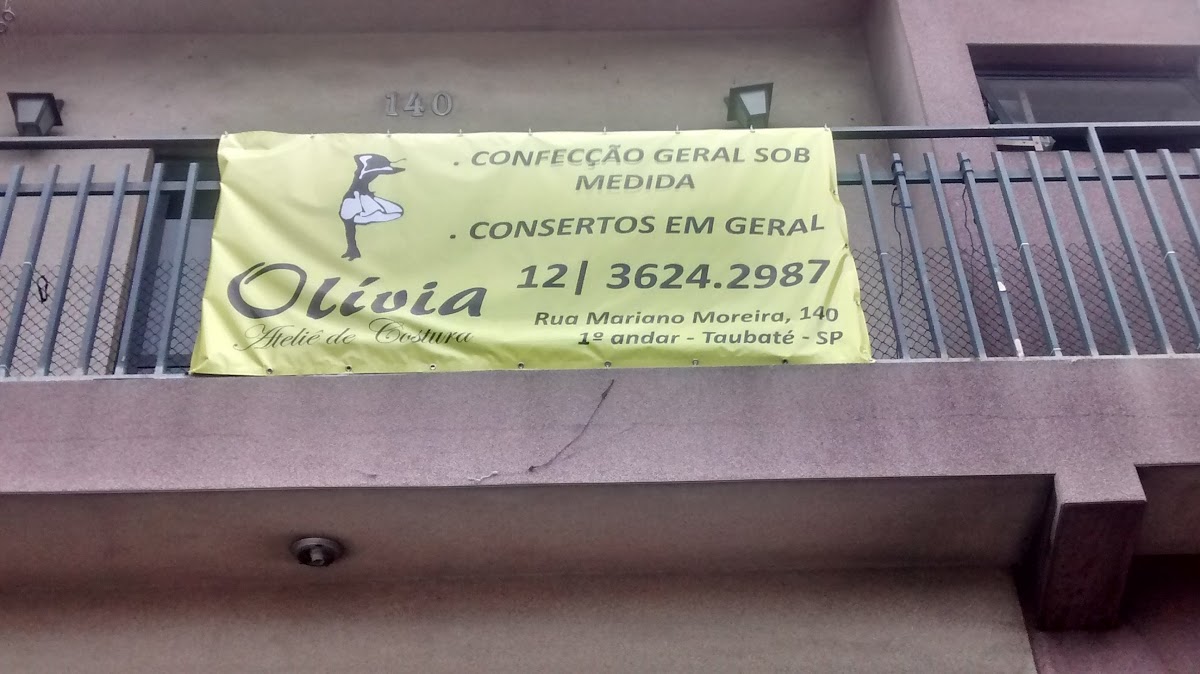 140
. CONFECÇÃO GERAL SOB
MEDIDA
. CONSERTOS EM GERAL
12| 3624.2987
Olívia
Ateliê de Costura
Rua Mariano Moreira, 140
1º andar - Taubaté - SP